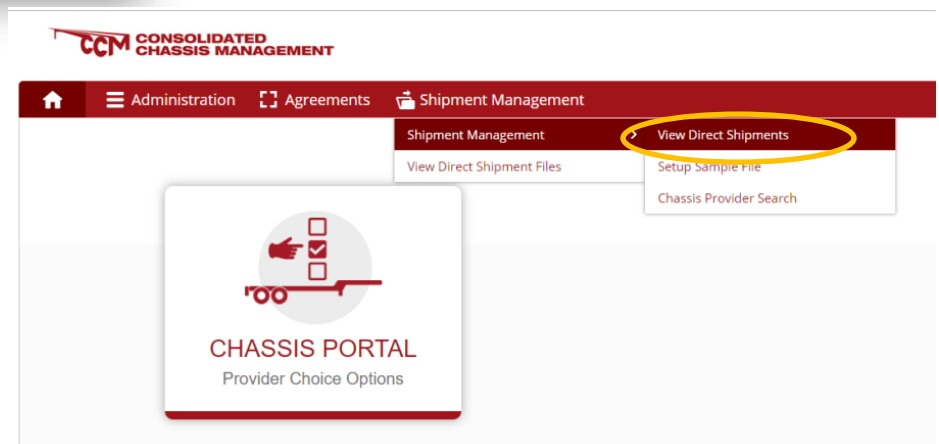 CCM CONSOLIDATED
CHASSIS MANAGEMENT
Administration Agreements Shipment Management
Shipment Management View Direct Shipments
View Direct Shipment Files Setup Sample File
Chassis Provider Search
CHASSIS PORTAL
Provider Choice Options